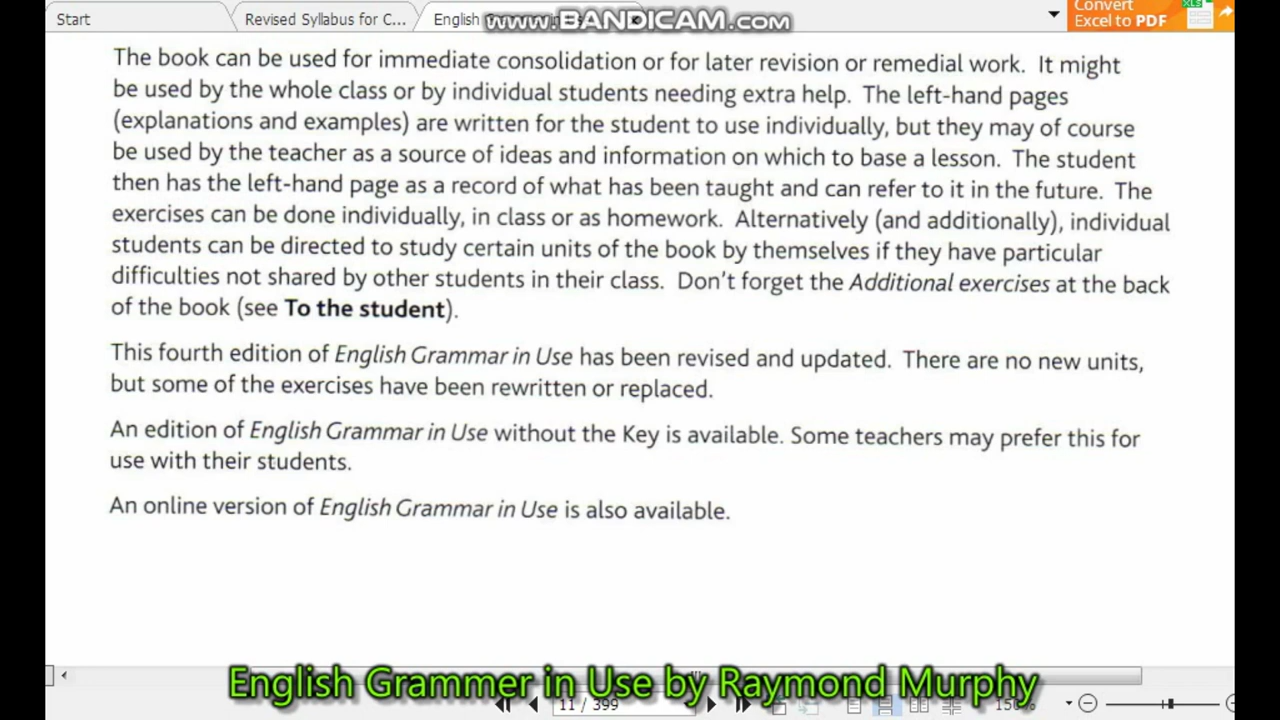 Start
Revised Syllabus for C...
English
www.BANDICAM.com
Convert
Excel to PDF
XLS
The book can be used for immediate consolidation or for later revision or remedial work. It might
be used by the whole class or by individual students needing extra help. The left-hand pages
(explanations and examples) are written for the student to use individually, but they may of course
be used by the teacher as a source of ideas and information on which to base a lesson. The student
then has the left-hand page as a record of what has been taught and can refer to it in the future. The
exercises can be done individually, in class or as homework. Alternatively (and additionally), individual
students can be directed to study certain units of the book by themselves if they have particular
difficulties not shared by other students in their class. Don't forget the Additional exercises at the back
of the book (see To the student).
This fourth edition of English Grammar in Use has been revised and updated. There are no new units,
but some of the exercises have been rewritten or replaced.
An edition of English Grammar in Use without the Key is available. Some teachers may prefer this for
use with their students.
An online version of English Grammar in Use is also available.
English Grammer in Use by Raymond Murphy
11 / 399
150%